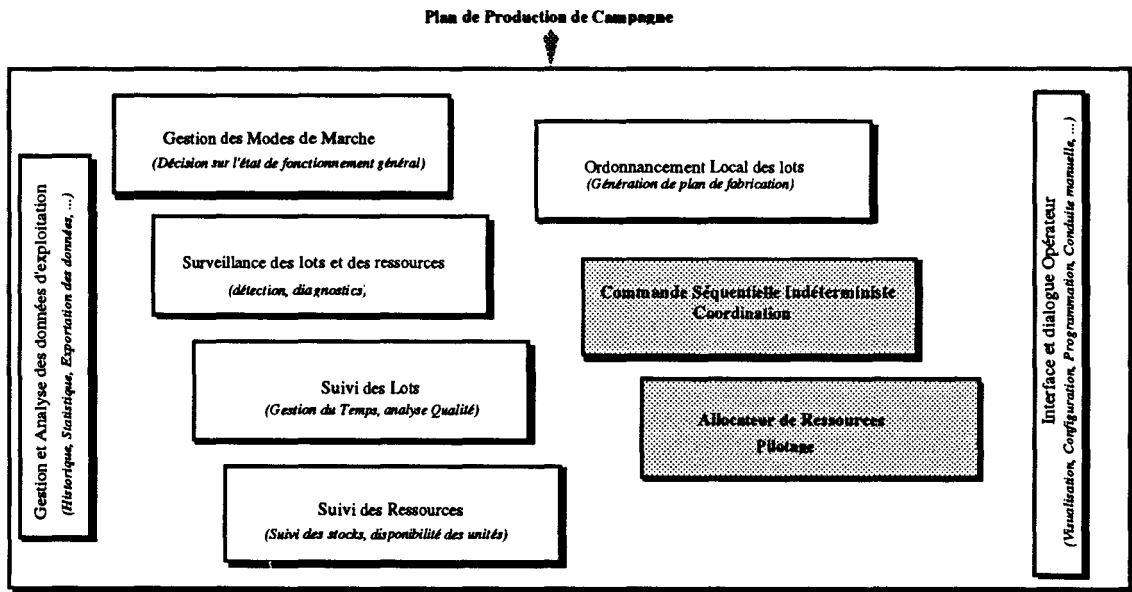 Plan de Production de Campagne
Gestion des Modes de Marche
(Décision sur l'état de fonctionnement général)
Ordonnancement Local des lots
(Génération de plan de fabrication)
Surveillance des lots et des ressources
(détection, diagnostics)
Commande Séquentielle Indéterministe
Coordination
Suivi des Lots
(Gestion du Temps, analyse Qualité)
Allocateur de Ressources
Pilotage
Suivi des Ressources
(Suivi des stocks, disponibilité des unités)
Gestion et Analyse des données d'exploitation
(Historique, Statistique, Exportation des données, ...)
Interface et dialogue Opérateur
(Visualisation, Configuration, Programmation, Conduite manuelle, ...)